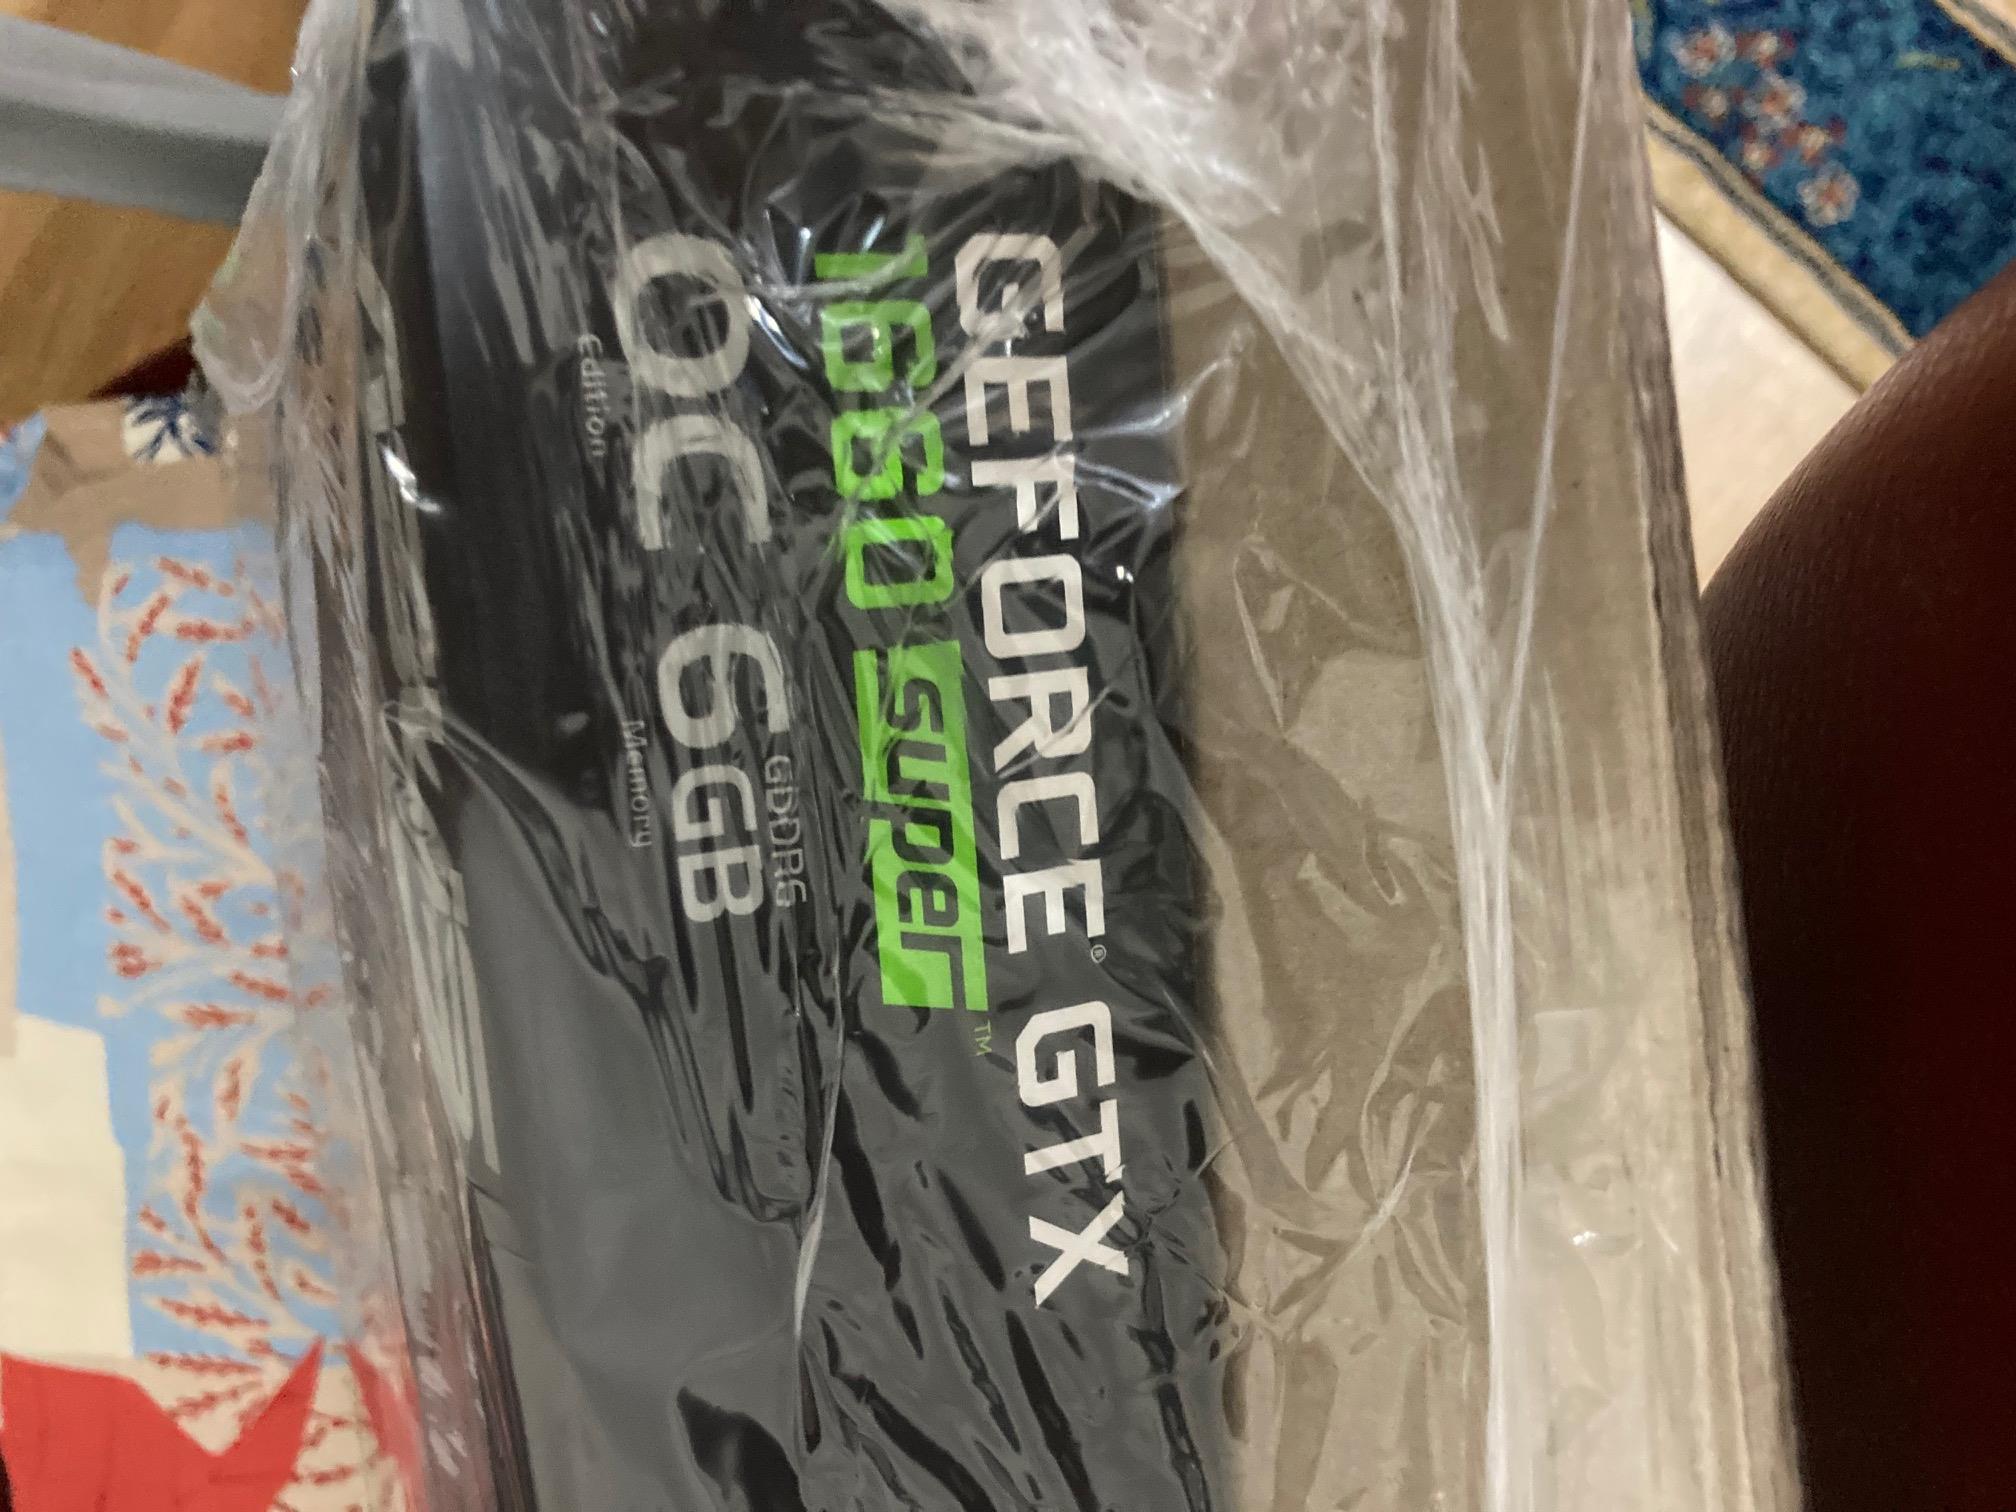 GEFORCE® GTX
1660 SUPER™
OC 6GB GDDR6
Edition Memory